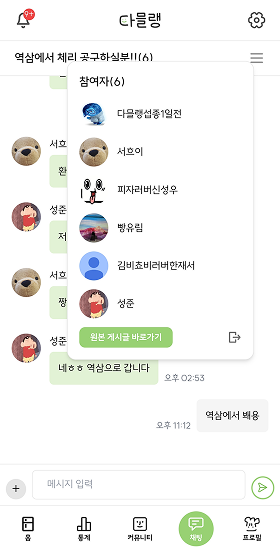 9+
다믈랭
역삼에서 체리 공구하실분!!(6)
참여자(6)
다믈랭섭종1일전
서흐이
피자러버신성우
빵유림
김비쵸비러버한재서
성준
원본 게시글 바로가기
서흐
환
성준
저
서흐
짱
성준
네ㅎㅎ 역삼으로 갑니다
오후 02:53
오후 11:12
역삼에서 봬용
메시지 입력
홈
통계
커뮤니티
채팅
프로필